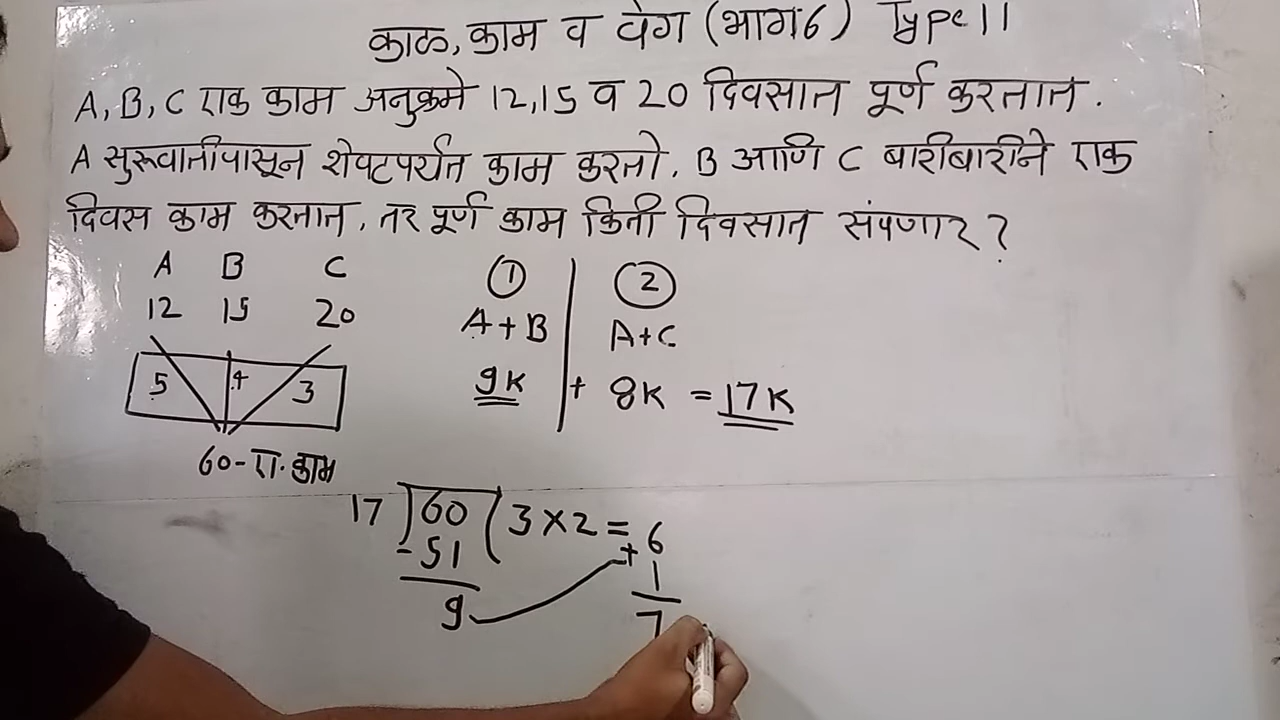 काळ, काम व वेग (भाग 6) Type 11
A, B, C एक काम अनुक्रमे 12,15 व 20 दिवसात पूर्ण करतात.
A सुरूवातीपासून शेवटपर्यंत काम करतो. B आणि C बारीबारीने एक
दिवस काम करतात, तर पूर्ण काम किती दिवसात संपणार?
A B C
12 15 20
5 4 3
60-ए.काम
① ②
A+B A+C
9K + 8K = 17K
17)60(3×2=6
-51 +1
9 7